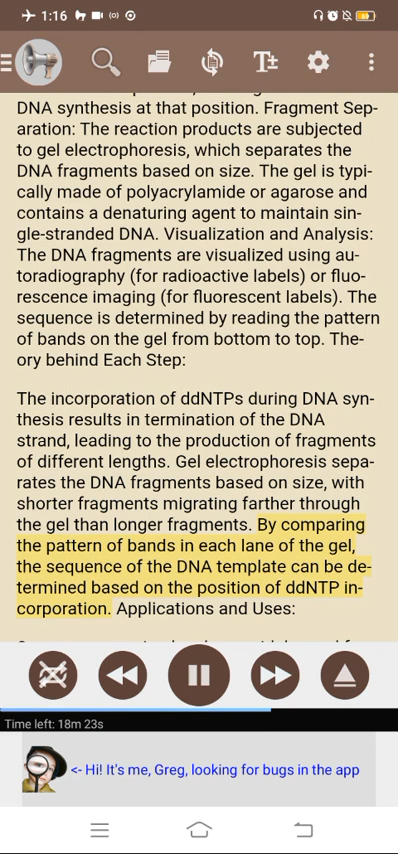 1:16
T±
DNA synthesis at that position. Fragment Sep-
aration: The reaction products are subjected
to gel electrophoresis, which separates the
DNA fragments based on size. The gel is typi-
cally made of polyacrylamide or agarose and
contains a denaturing agent to maintain sin-
gle-stranded DNA. Visualization and Analysis:
The DNA fragments are visualized using au-
toradiography (for radioactive labels) or fluo-
rescence imaging (for fluorescent labels). The
sequence is determined by reading the pattern
of bands on the gel from bottom to top. The-
ory behind Each Step:
The incorporation of ddNTPs during DNA syn-
thesis results in termination of the DNA
strand, leading to the production of fragments
of different lengths. Gel electrophoresis sepa-
rates the DNA fragments based on size, with
shorter fragments migrating farther through
the gel than longer fragments. By comparing
the pattern of bands in each lane of the gel,
the sequence of the DNA template can be de-
termined based on the position of ddNTP in-
corporation. Applications and Uses:
Time left: 18m 23s
<- Hi! It's me, Greg, looking for bugs in the app